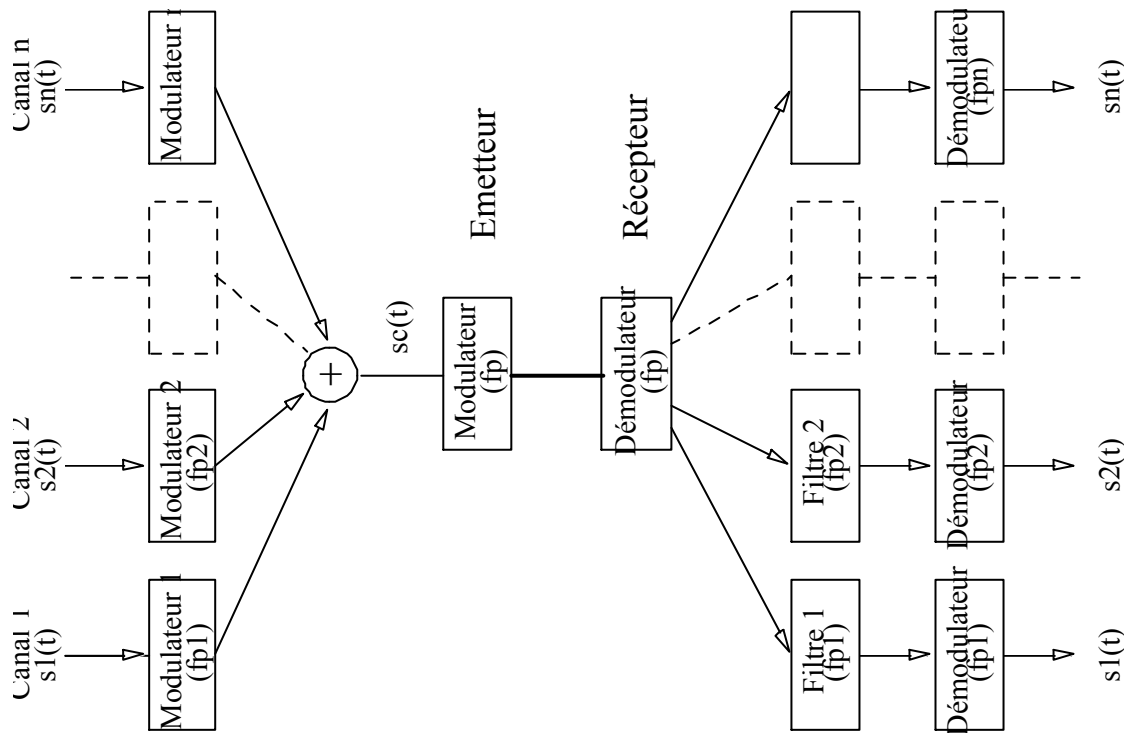 Canal 1
s1(t)
Modulateur 1
(fp1)
Canal 2
s2(t)
Modulateur 2
(fp2)
Canal n
sn(t)
Modulateur
+
sc(t)
Modulateur
(fp)
Emetteur
Démodulateur
(fp)
Récepteur
Filtre 1
(fp1)
Démodulateur
(fp1)
s1(t)
Filtre 2
(fp2)
Démodulateur
(fp2)
s2(t)
Démodulateu
(fpn)
sn(t)